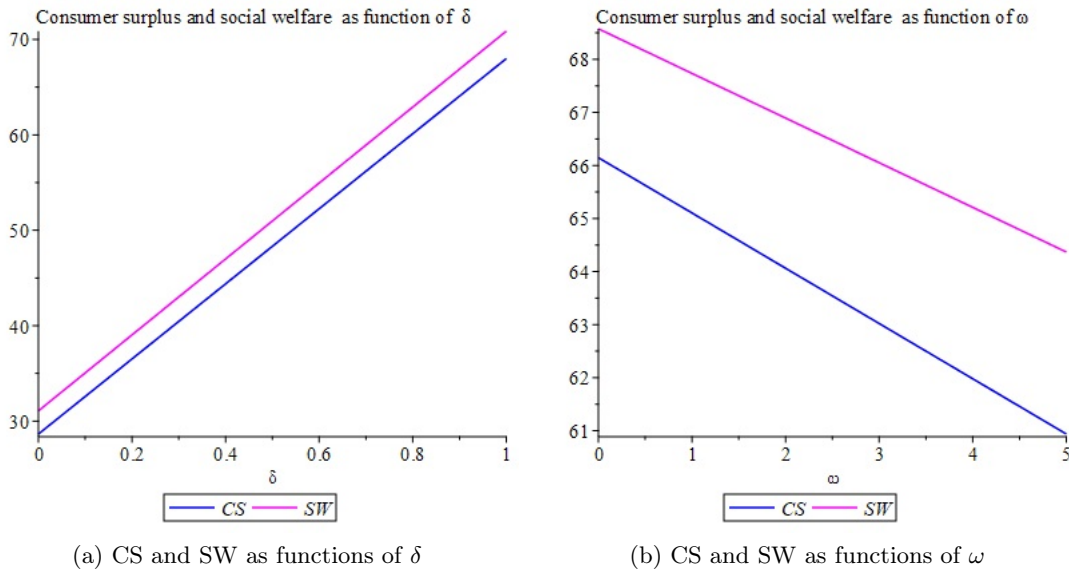 Consumer surplus and social welfare as function of δ
70
60
50
40
30
0 0.2 0.4 0.6 0.8 1
δ
CS SW
(a) CS and SW as functions of δ
Consumer surplus and social welfare as function of ω
68
67
66
65
64
63
62
61
0 1 2 3 4 5
ω
CS SW
(b) CS and SW as functions of ω